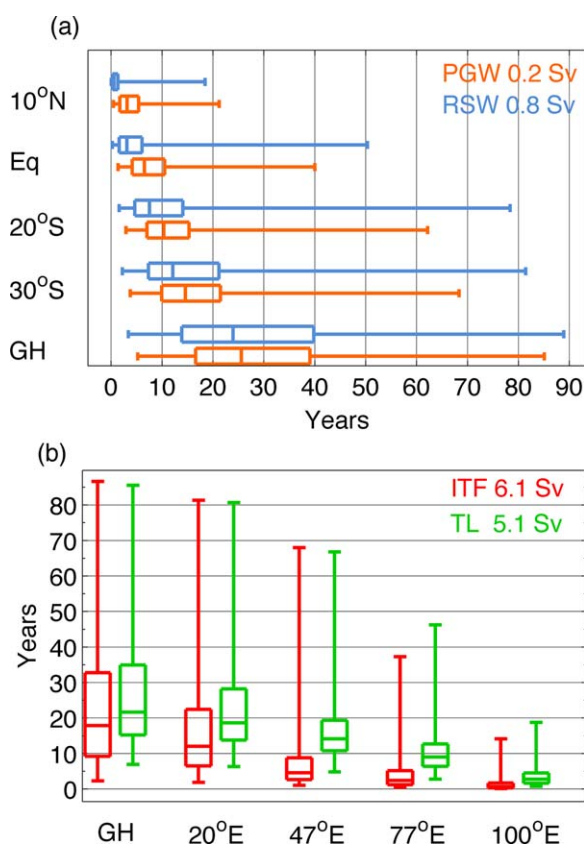 (a)
PGW 0.2 Sv
RSW 0.8 Sv
10°N
Eq
20°S
30°S
GH
0 10 20 30 40 50 60 70 80 90
Years
(b)
ITF 6.1 Sv
TL 5.1 Sv
80
70
60
50
40
30
20
10
0
Years
GH 20°E 47°E 77°E 100°E